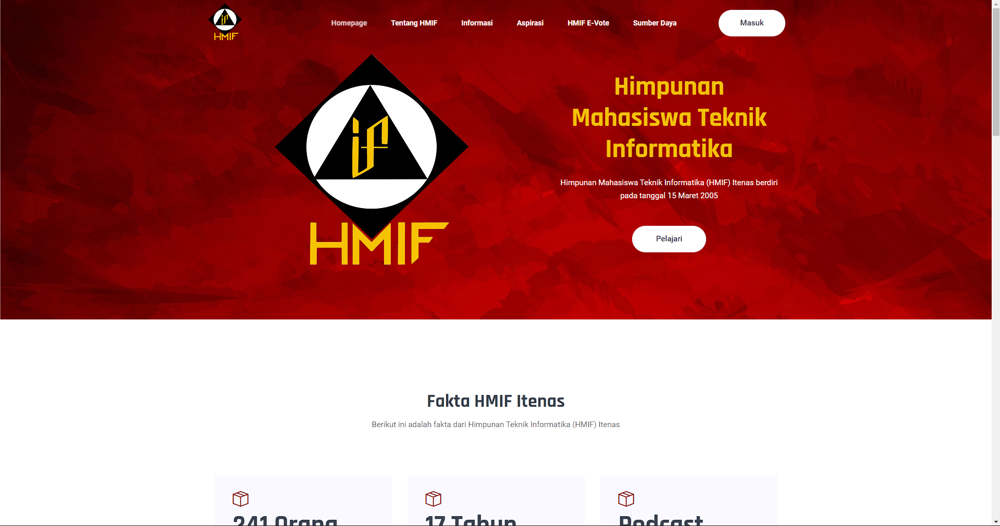 HMIF
Homepage
Tentang HMIF
Informasi
Aspirasi
HMIF E-Vote
Sumber Daya
Masuk
if
HMIF
Himpunan
Mahasiswa Teknik
Informatika
Himpunan Mahasiswa Teknik Informatika (HMIF) Itenas berdiri
pada tanggal 15 Maret 2005
Pelajari
Fakta HMIF Itenas
Berikut ini adalah fakta dari Himpunan Teknik Informatika (HMIF) Itenas
241 Orang
17 Tahun
Podcast